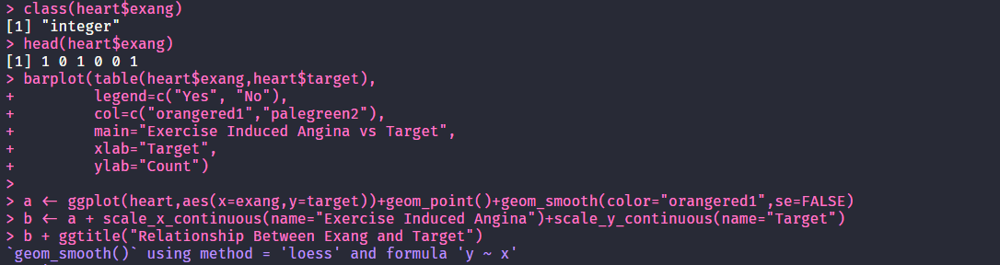 > class(heart$exang)
[1] "integer"
> head(heart$exang)
[1] 1 0 1 0 0 1
> barplot(table(heart$exang,heart$target),
+         legend=c("Yes", "No"),
+         col=c("orangered1","palegreen2"),
+         main="Exercise Induced Angina vs Target",
+         xlab="Target",
+         ylab="Count")
>
> a <- ggplot(heart,aes(x=exang,y=target))+geom_point()+geom_smooth(color="orangered1",se=FALSE)
> b <- a + scale_x_continuous(name="Exercise Induced Angina")+scale_y_continuous(name="Target")
> b + ggtitle("Relationship Between Exang and Target")
`geom_smooth()` using method = 'loess' and formula 'y ~ x'